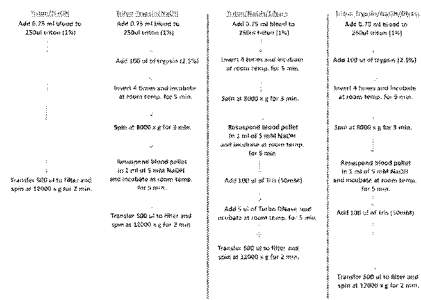 Triton/NaOH
Add 0.75 ml blood to
250ul triton (1%)
Transfer 500 ul to filter and
spin at 12000 x g for 2 min.
Triton/Trypsin/NaOH
Add 0.75 ml blood to
250ul triton (1%)
Add 100 ul of trypsin (2.5%)
Invert 4 times and incubate
at room temp. for 5 min.
Spin at 8000 x g for 3 min.
Resuspend blood pellet
in 1 ml of 5 mM NaOH
and incubate at room temp.
for 5 min.
Transfer 500 ul to filter and
spin at 12000 x g for 2 min
Triton/NaOH/DNase
Add 0.75 ml blood to
250ul triton (1%)
Invert 4 times and incubate
at room temp. for 5 min.
Spin at 8000 x g for 3 min.
Resuspend blood pellet
in 1 ml of 5 mM NaOH
and incubate at room temp.
for 5 min
Add 100 ul of Tris (50mM)
Add 5 ul of Turbo DNase and
incubate at room temp. for 5 min.
Transfer 500 ul to filter and
spin at 12000 x g for 2 min.
Triton/Trypsin/NaOH/DNase
Add 0.75 ml blood to
250ul triton (1%)
Add 100 ul of trypsin (2.5%)
Invert 4 times and incubate
at room temp. for 5 min.
Spin at 8000 x g for 3 min.
Resuspend blood pellet
in 1 ml of 5 mM NaOH
and incubate at room temp.
for 5 min.
Add 100 ul of Tris (50mM)
Transfer 500 ul to filter and
spin at 12000 x g for 2 min.